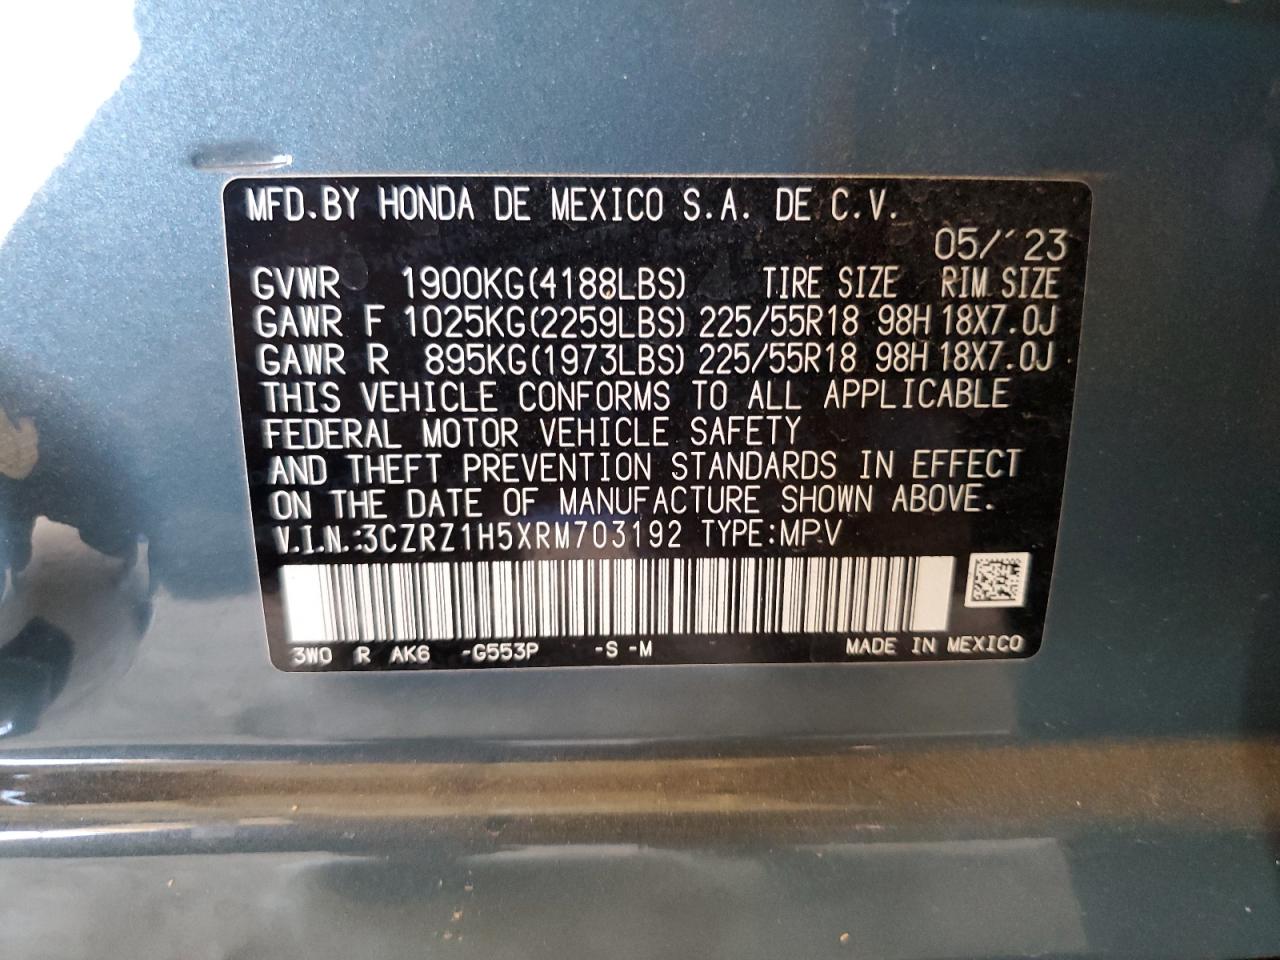 MFD.BY HONDA DE MEXICO S.A. DE C.V.
05/'23
GVWR 1900KG(4188LBS) TIRE SIZE RIM SIZE
GAWR F 1025KG(2259LBS) 225/55R18 98H 18X7.0J
GAWR R 895KG(1973LBS) 225/55R18 98H 18X7.0J
THIS VEHICLE CONFORMS TO ALL APPLICABLE
FEDERAL MOTOR VEHICLE SAFETY
AND THEFT PREVENTION STANDARDS IN EFFECT
ON THE DATE OF MANUFACTURE SHOWN ABOVE.
V.I.N.:3CZRZ1H5XRM703192 TYPE:MPV
3W0 R AK6 -G553P -S -M MADE IN MEXICO